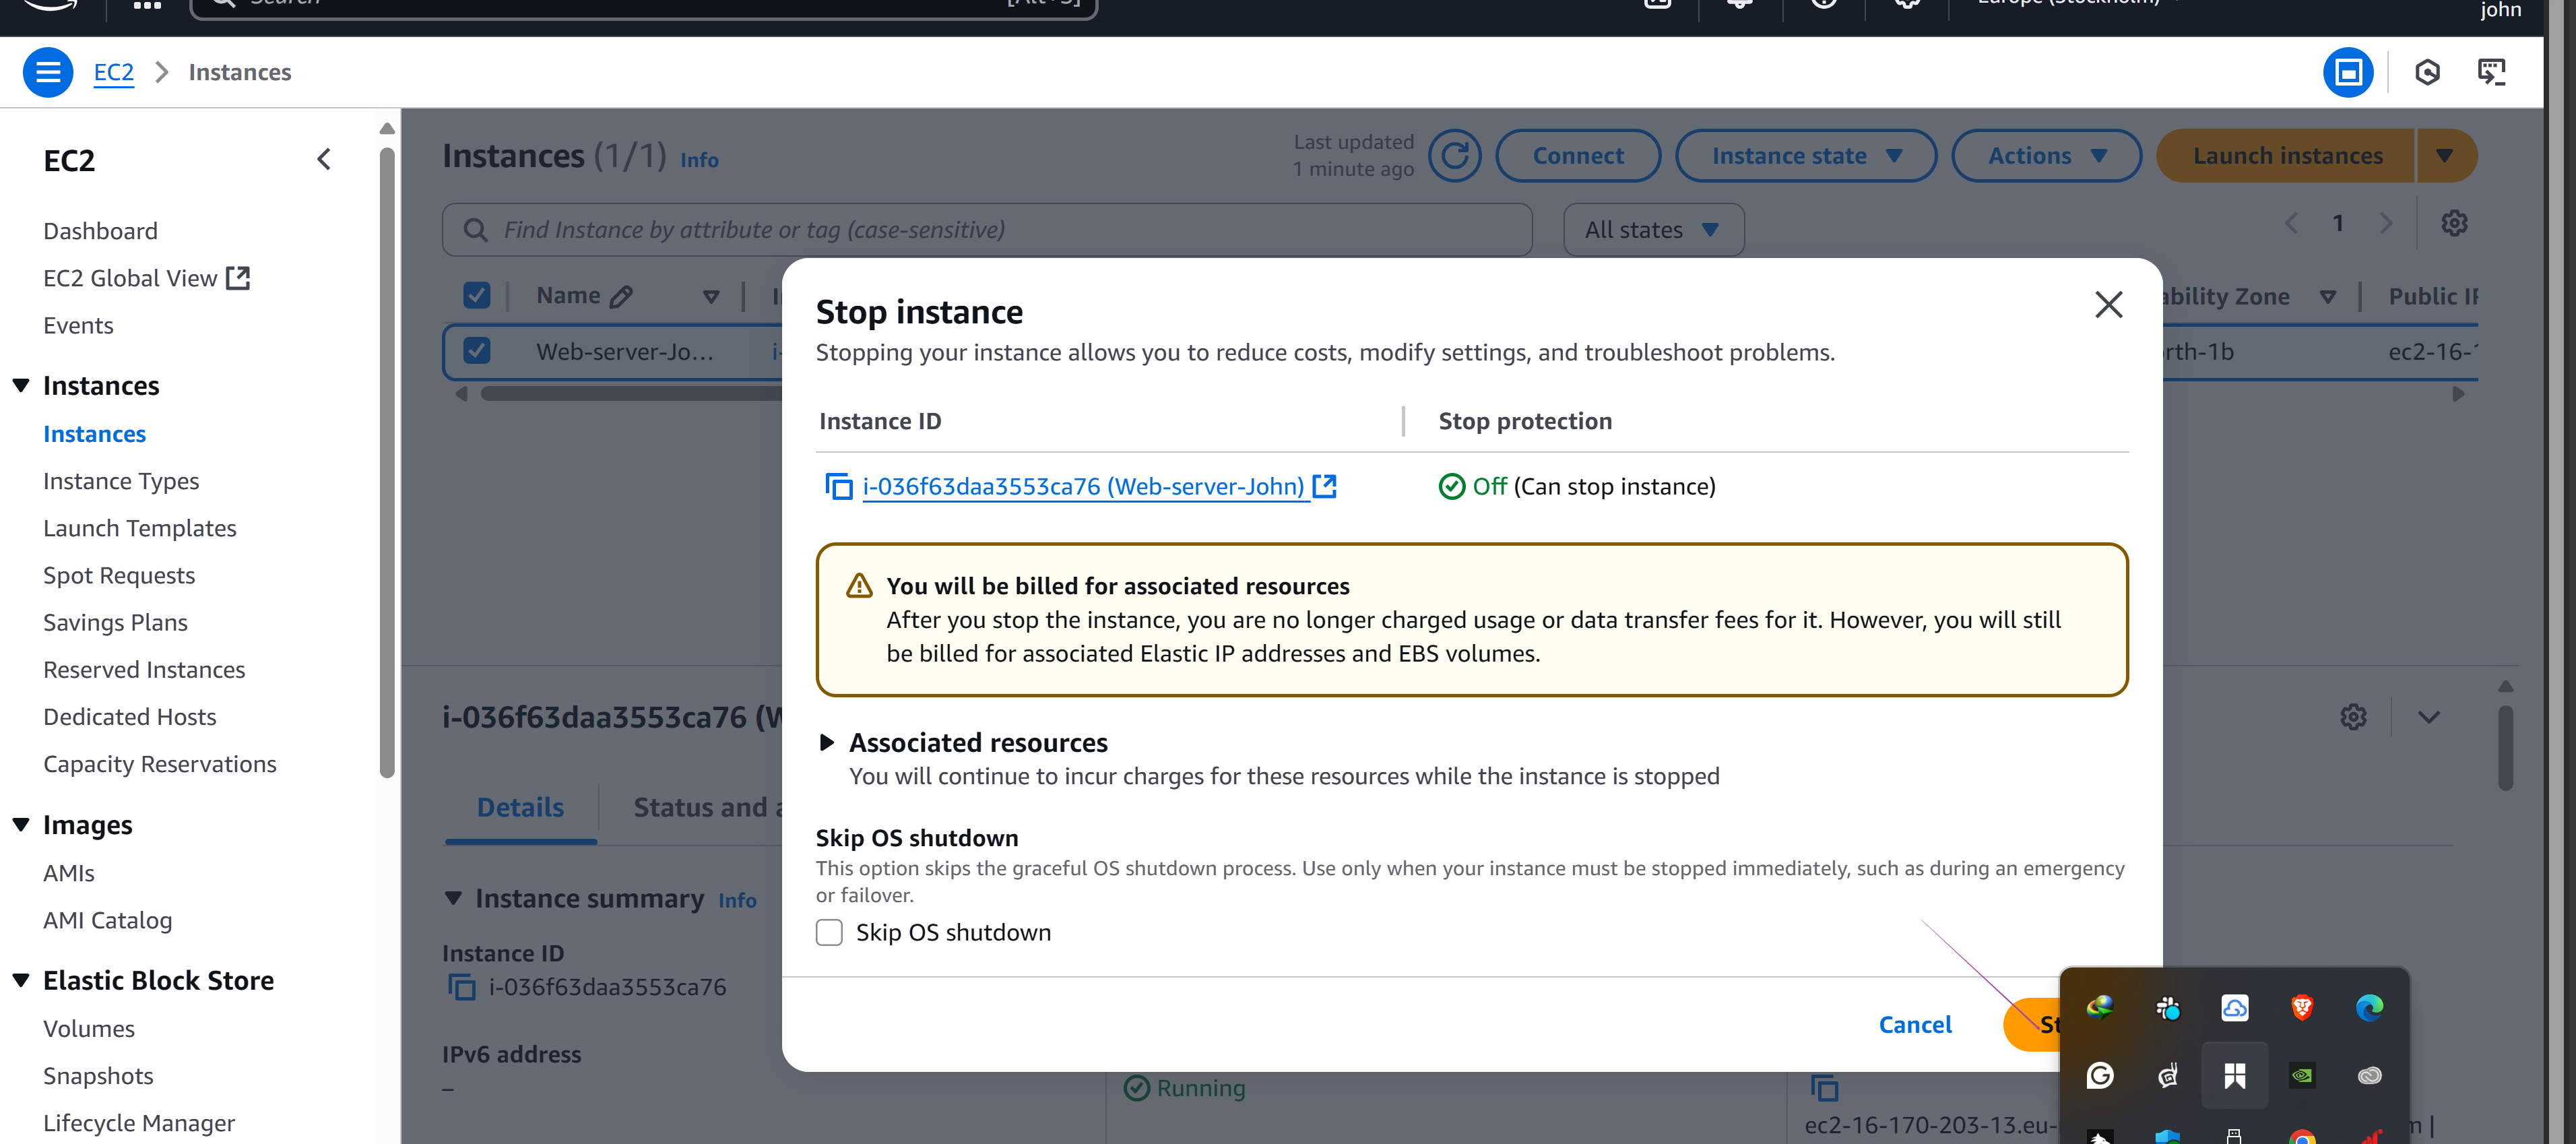 john
EC2
Instances
EC2
Dashboard
EC2 Global View
Events
Instances
Instances
Instance Types
Launch Templates
Spot Requests
Savings Plans
Reserved Instances
Dedicated Hosts
Capacity Reservations
Images
AMIs
AMI Catalog
Elastic Block Store
Volumes
Snapshots
Lifecycle Manager
Instances (1/1) Info
Last updated
1 minute ago
Connect
Instance state
Actions
Launch instances
Find Instance by attribute or tag (case-sensitive)
All states
1
Name
ability Zone
Public IP
Web-server-Jo…
i-
rth-1b
ec2-16-1
Stop instance
Stopping your instance allows you to reduce costs, modify settings, and troubleshoot problems.
Instance ID
Stop protection
i-036f63daa3553ca76 (Web-server-John)
Off (Can stop instance)
You will be billed for associated resources
After you stop the instance, you are no longer charged usage or data transfer fees for it. However, you will still
be billed for associated Elastic IP addresses and EBS volumes.
Associated resources
You will continue to incur charges for these resources while the instance is stopped
Skip OS shutdown
This option skips the graceful OS shutdown process. Use only when your instance must be stopped immediately, such as during an emergency
or failover.
Skip OS shutdown
Cancel
St
i-036f63daa3553ca76 (W
Details
Status and a
Instance summary Info
Instance ID
i-036f63daa3553ca76
IPv6 address
–
Running
ec2-16-170-203-13.eu-